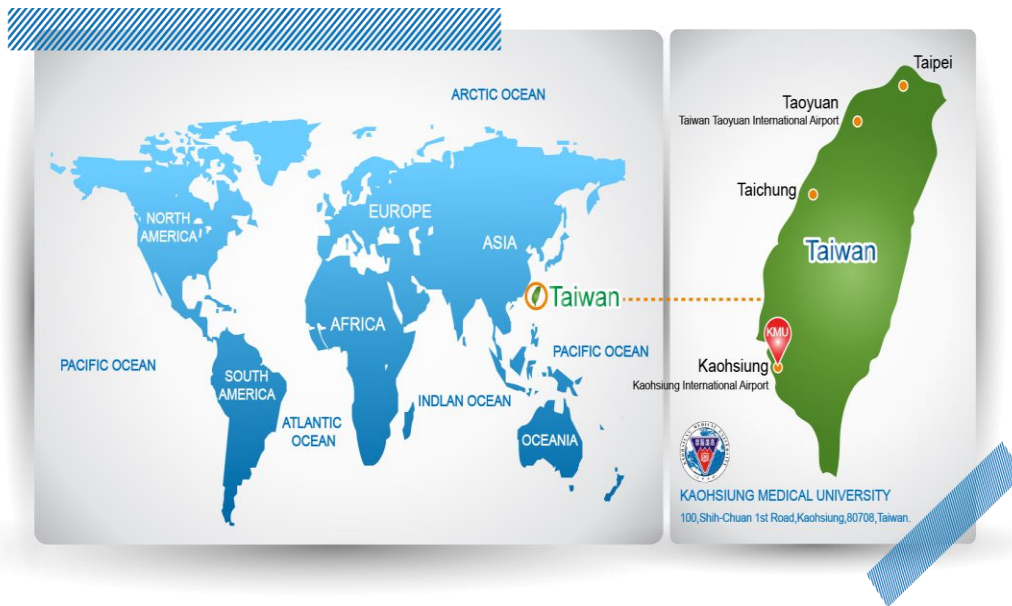 ARCTIC OCEAN
NORTH
AMERICA
EUROPE
ASIA
Taiwan
AFRICA
PACIFIC OCEAN
PACIFIC OCEAN
SOUTH
AMERICA
INDLAN OCEAN
ATLANTIC
OCEAN
OCEANIA
Taipei
Taoyuan
Taiwan Taoyuan International Airport
Taichung
Taiwan
KMU
Kaohsiung
Kaohsiung International Airport
KAOHSIUNG MEDICAL UNIVERSITY
100,Shih-Chuan 1st Road,Kaohsiung,80708,Taiwan.